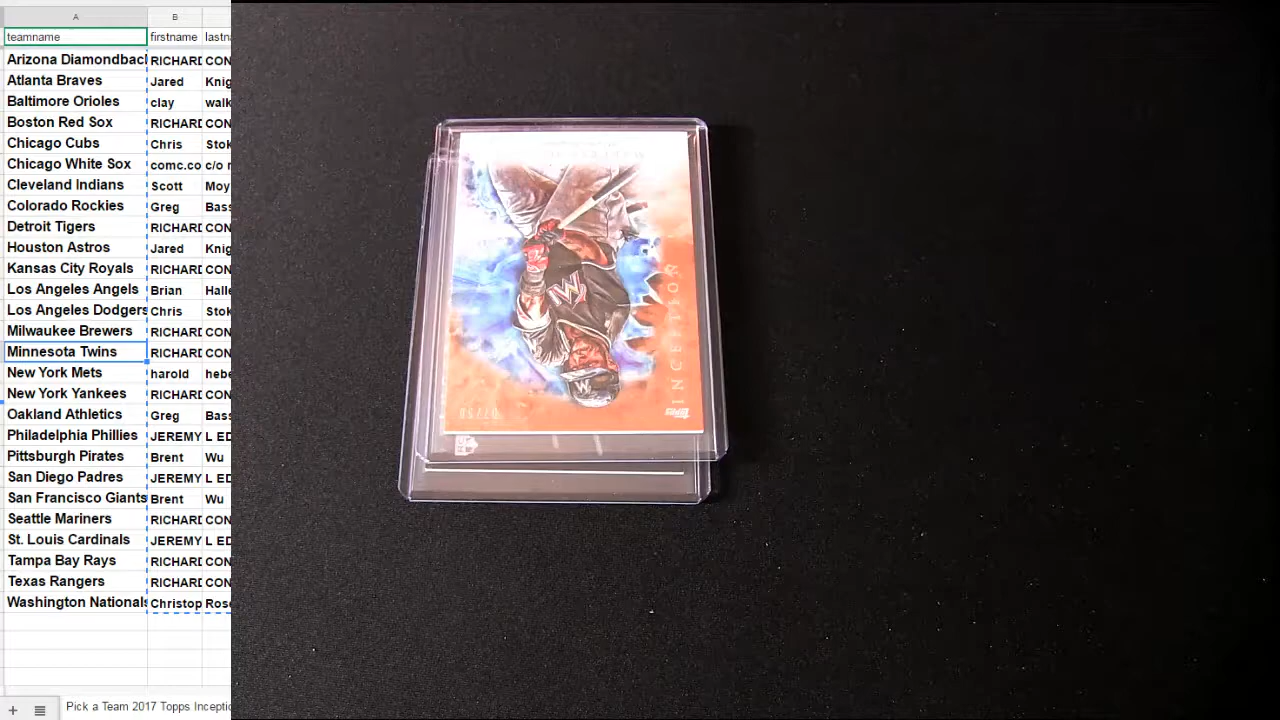 A B
teamname firstname lastn
Arizona Diamondback RICHARD CON
Atlanta Braves Jared Knig
Baltimore Orioles clay walk
Boston Red Sox RICHARD CON
Chicago Cubs Chris Stok
Chicago White Sox comc.co c/o r
Cleveland Indians Scott Moy
Colorado Rockies Greg Bass
Detroit Tigers RICHARD CON
Houston Astros Jared Knig
Kansas City Royals RICHARD CON
Los Angeles Angels Brian Halle
Los Angeles Dodgers Chris Stok
Milwaukee Brewers RICHARD CON
Minnesota Twins RICHARD CON
New York Mets harold hebe
New York Yankees RICHARD CON
Oakland Athletics Greg Bass
Philadelphia Phillies JEREMY L ED
Pittsburgh Pirates Brent Wu
San Diego Padres JEREMY L ED
San Francisco Giants Brent Wu
Seattle Mariners RICHARD CON
St. Louis Cardinals JEREMY L ED
Tampa Bay Rays RICHARD CON
Texas Rangers RICHARD CON
Washington Nationals Christop Rose
Pick a Team 2017 Topps Inceptio
INCEPTION
Topps